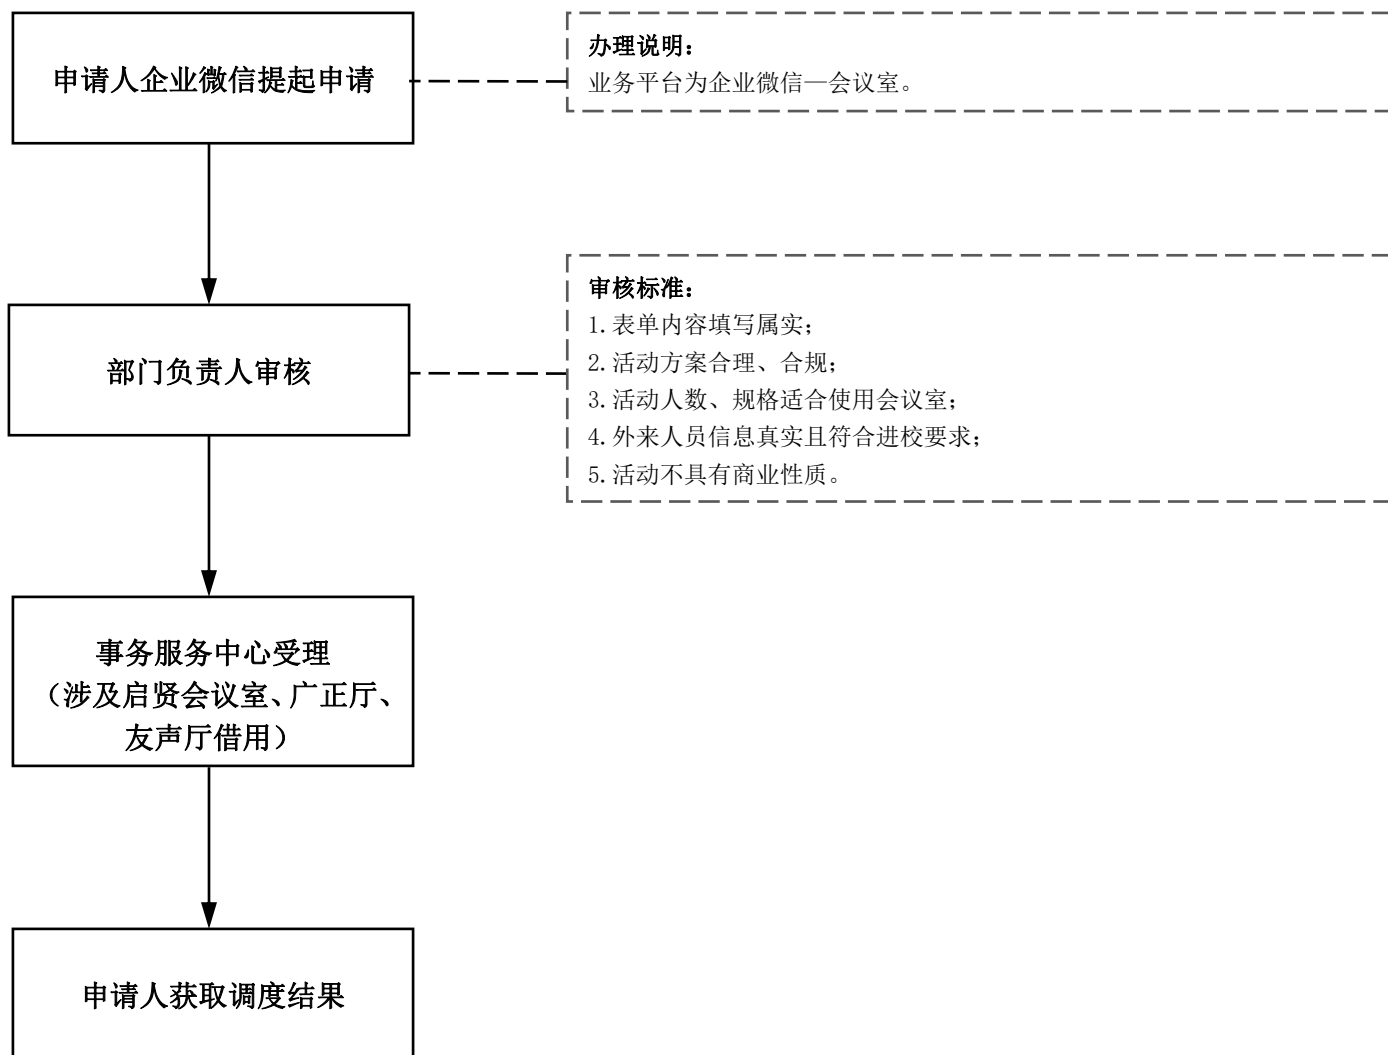 申请人企业微信提起申请
办理说明：
业务平台为企业微信—会议室。
部门负责人审核
审核标准：
1.表单内容填写属实；
2.活动方案合理、合规；
3.活动人数、规格适合使用会议室；
4.外来人员信息真实且符合进校要求；
5.活动不具有商业性质。
事务服务中心受理
（涉及启贤会议室、广正厅、
友声厅借用）
申请人获取调度结果